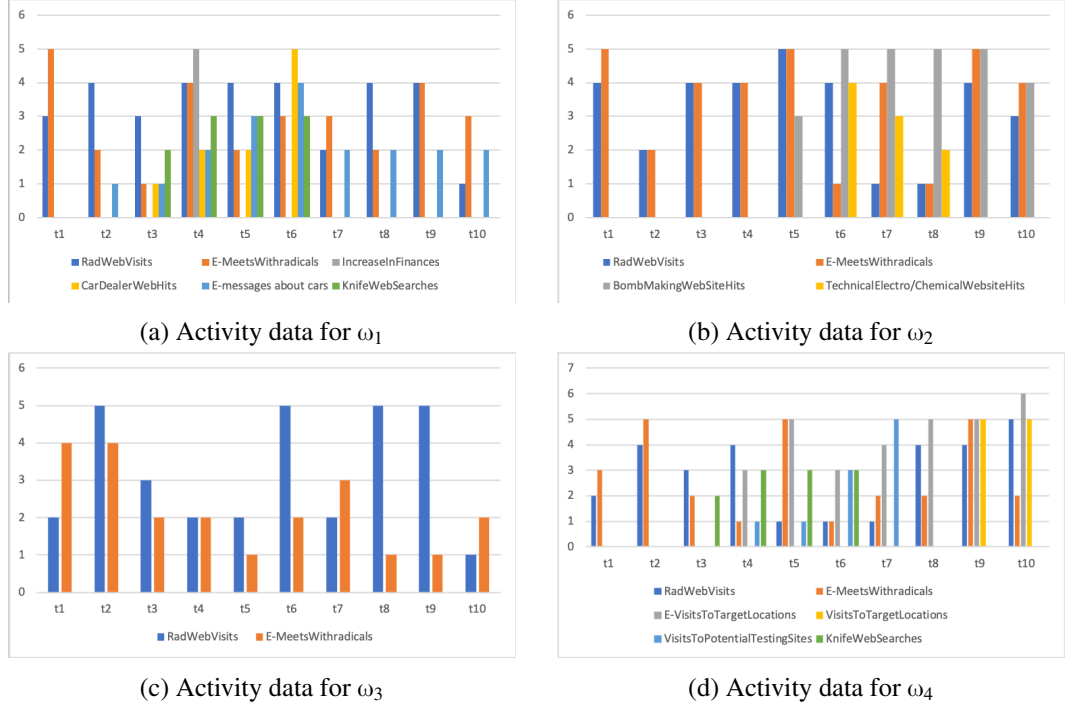 6
5
4
3
2
1
0
t1 t2 t3 t4 t5 t6 t7 t8 t9 t10
RadWebVisits E-MeetsWithradicals IncreaseInFinances
CarDealerWebHits E-messages about cars KnifeWebSearches
(a) Activity data for ω1
6
5
4
3
2
1
0
t1 t2 t3 t4 t5 t6 t7 t8 t9 t10
RadWebVisits E-MeetsWithradicals
BombMakingWebSiteHits TechnicalElectro/ChemicalWebsiteHits
(b) Activity data for ω2
6
5
4
3
2
1
0
t1 t2 t3 t4 t5 t6 t7 t8 t9 t10
RadWebVisits E-MeetsWithradicals
(c) Activity data for ω3
7
6
5
4
3
2
1
0
t1 t2 t3 t4 t5 t6 t7 t8 t9 t10
RadWebVisits E-MeetsWithradicals
E-VisitsToTargetLocations VisitsToTargetLocations
VisitsToPotentialTestingSites KnifeWebSearches
(d) Activity data for ω4